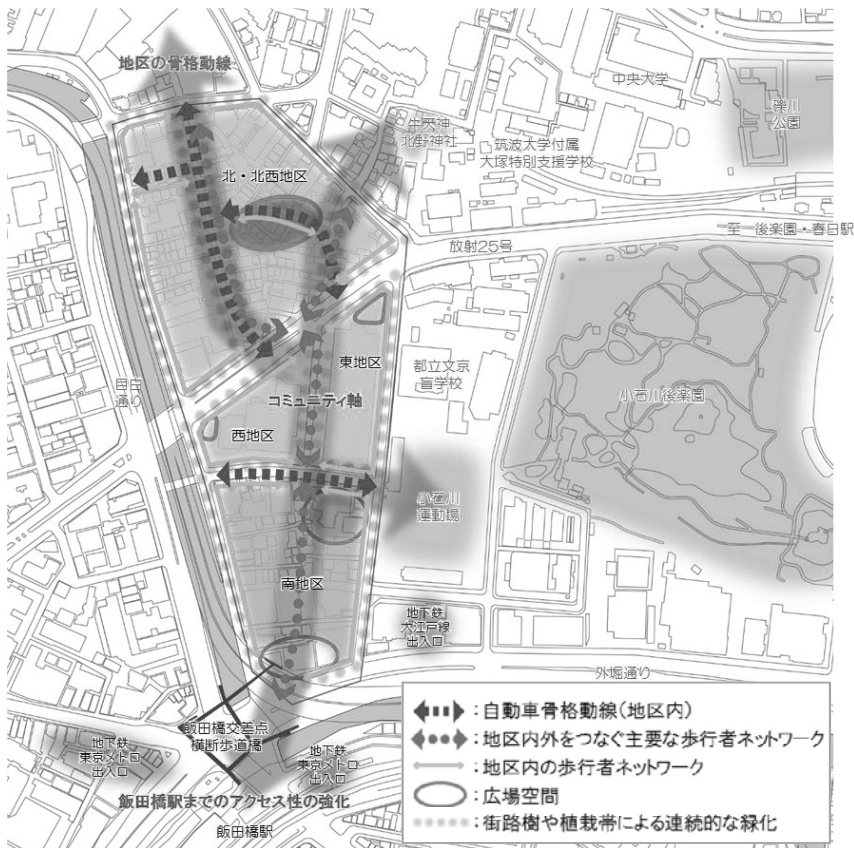 地区の骨格動線
中央大学
礫川
公園
牛天神
北野神社
筑波大学付属
大塚特別支援学校
北・北西地区
至 後楽園・春日駅
放射25号
東地区
都立文京
盲学校
目白
通り
コミュニティ軸
小石川後楽園
西地区
小石川
運動場
南地区
地下鉄
大江戸線
出入口
外堀通り
飯田橋交差点
横断歩道橋
地下鉄
東京メトロ
出入口
地下鉄
東京メトロ
出入口
飯田橋駅までのアクセス性の強化
飯田橋駅
:自動車骨格動線(地区内)
:地区内外をつなぐ主要な歩行者ネットワーク
:地区内の歩行者ネットワーク
:広場空間
:街路樹や植栽帯による連続的な緑化